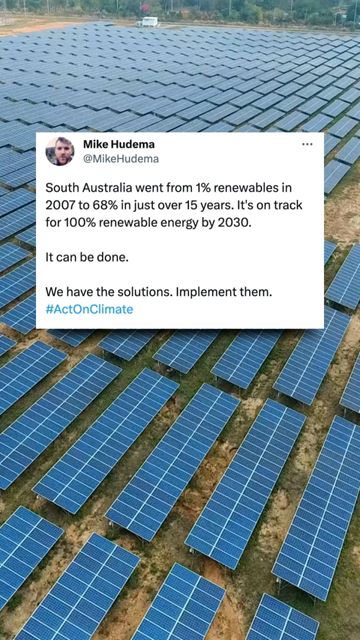 Mike Hudema
@MikeHudema
South Australia went from 1% renewables in
2007 to 68% in just over 15 years. It's on track
for 100% renewable energy by 2030.
It can be done.
We have the solutions. Implement them.
#ActOnClimate